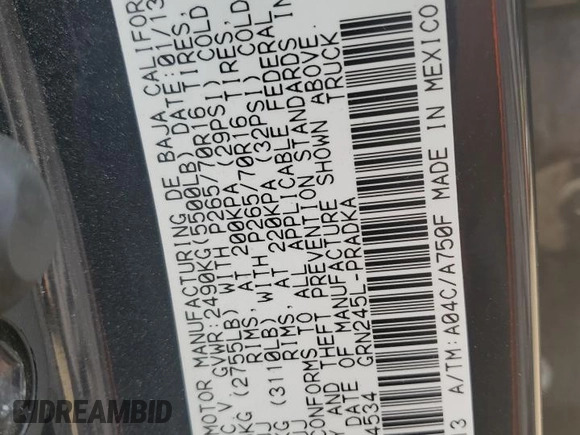 MOTOR MANUFACTURING DE BAJA CALIFOR
C.V. GVWR:2490KG(5500LB) DATE:01/13
KG (2755LB) WITH P265/70R16 TIRES,
RIMS, AT 200KPA (29PSI) COLD
KG (3110LB) WITH P265/70R16 TIRES,
RIMS, AT 220KPA (32PSI) COLD
CONFORMS TO ALL APPLICABLE FEDERAL
Y AND THEFT PREVENTION STANDARDS IN
DATE OF MANUFACTURE SHOWN ABOVE.
4534 GRN245L-PRADKA TRUCK
3 A/TM:A04C/A750F MADE IN MEXICO
DREAMBID